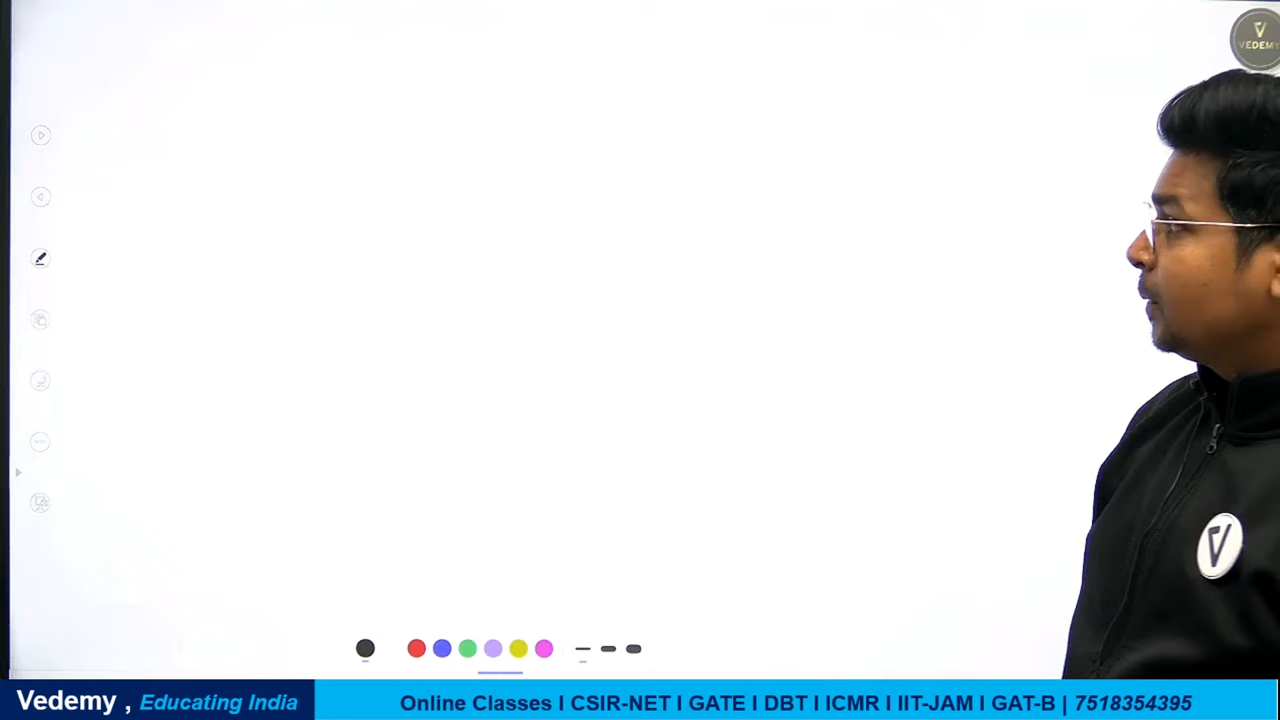 VEDEMY
Vedemy , Educating India
Online Classes I CSIR-NET I GATE I DBT I ICMR I IIT-JAM I GAT-B | 7518354395